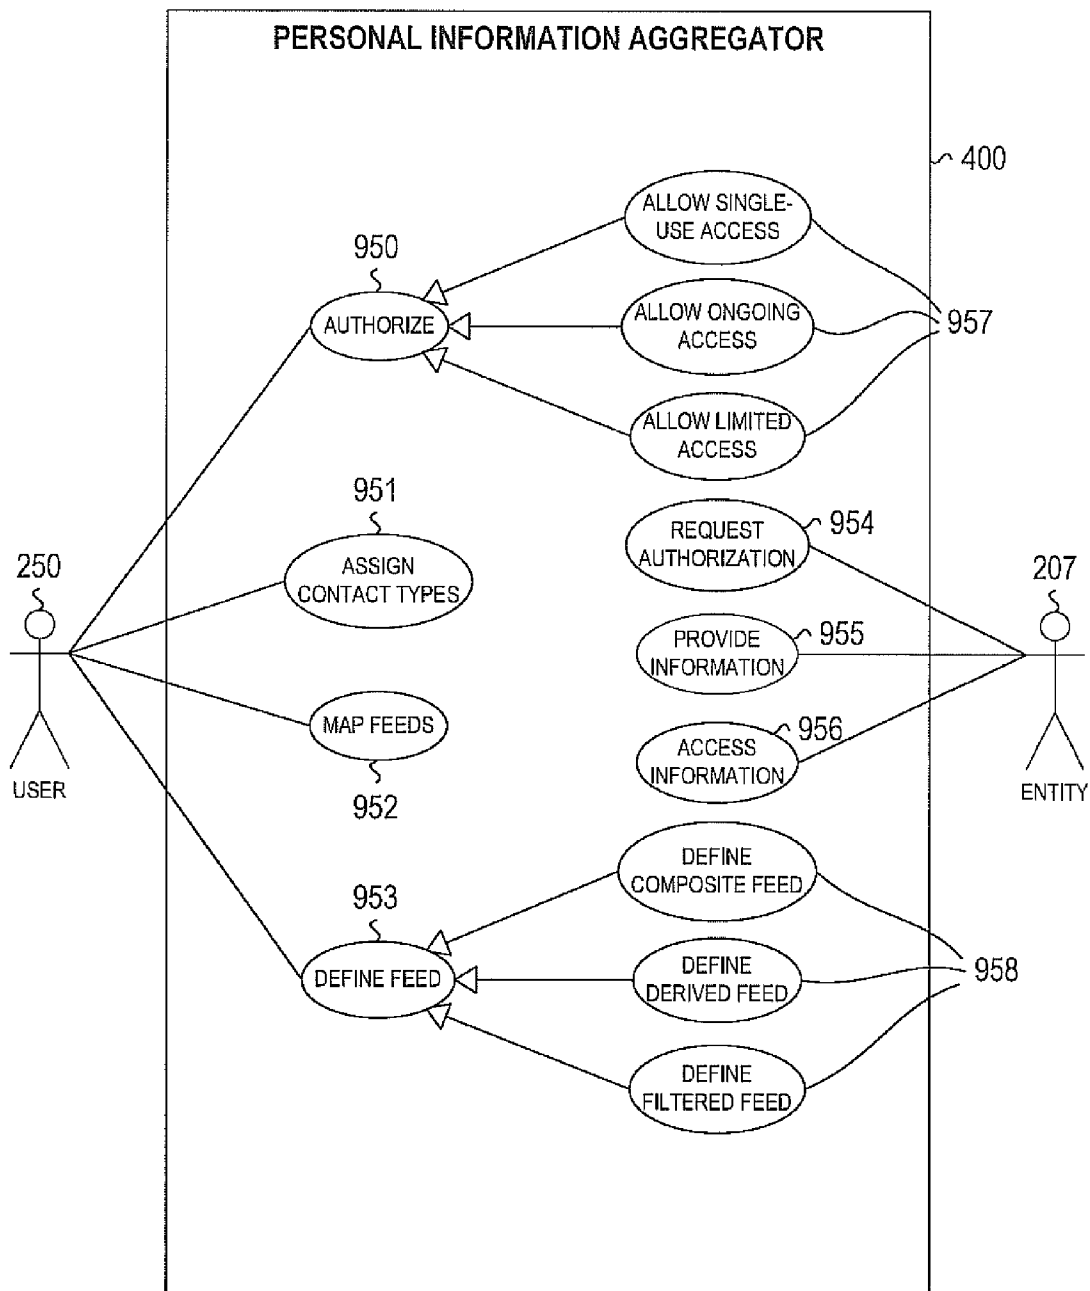 PERSONAL INFORMATION AGGREGATOR
400
ALLOW SINGLE-
USE ACCESS
950
AUTHORIZE
ALLOW ONGOING
ACCESS
957
ALLOW LIMITED
ACCESS
951
ASSIGN
CONTACT TYPES
REQUEST
AUTHORIZATION
954
250
USER
207
ENTITY
PROVIDE
INFORMATION
955
MAP FEEDS
952
ACCESS
INFORMATION
956
DEFINE
COMPOSITE FEED
953
DEFINE FEED
DEFINE
DERIVED FEED
958
DEFINE
FILTERED FEED